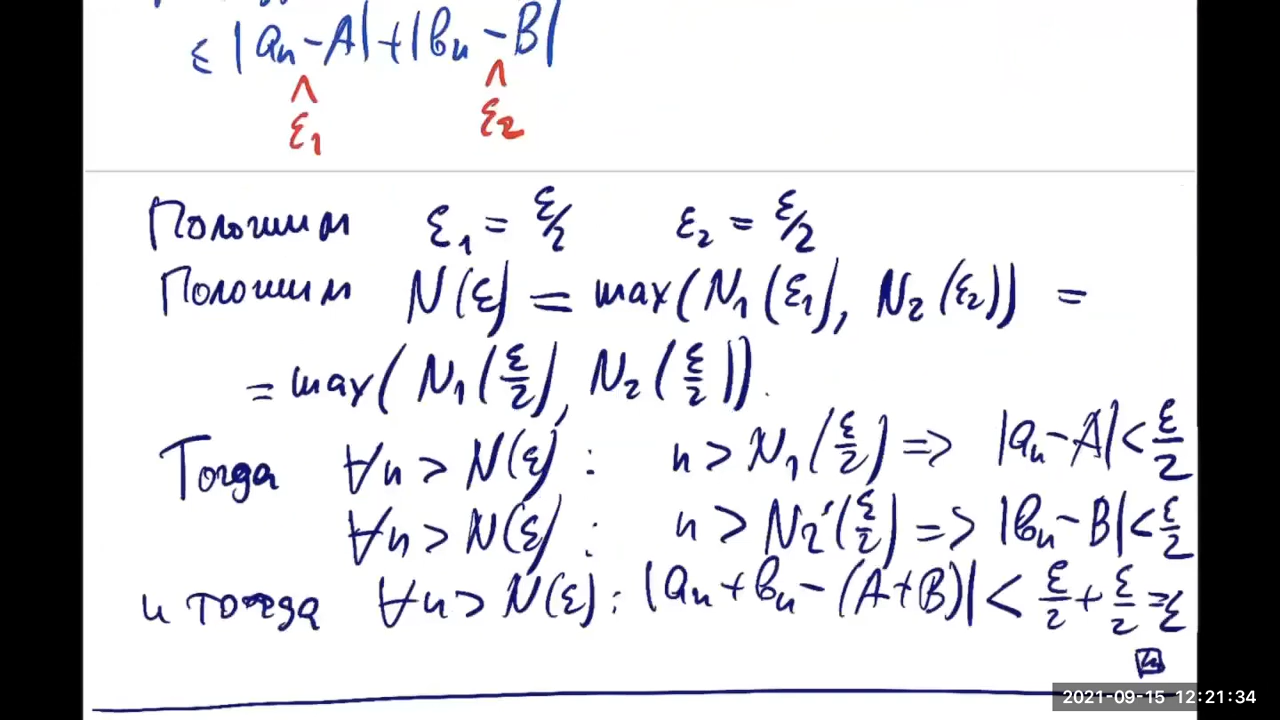 ≤ |aₙ - A| + |bₙ - B|
^ ^
ε₁ ε₂
Положим ε₁ = ε/2 ε₂ = ε/2
Положим N(ε) = max(N₁(ε₁), N₂(ε₂)) =
= max(N₁(ε/2), N₂(ε/2)).
Тогда ∀n > N(ε) : n > N₁(ε/2) => |aₙ - A| < ε/2
∀n > N(ε) : n > N₂(ε/2) => |bₙ - B| < ε/2
и тогда ∀n > N(ε) : |aₙ + bₙ - (A+B)| < ε/2 + ε/2 = ε
2021-09-15 12:21:34